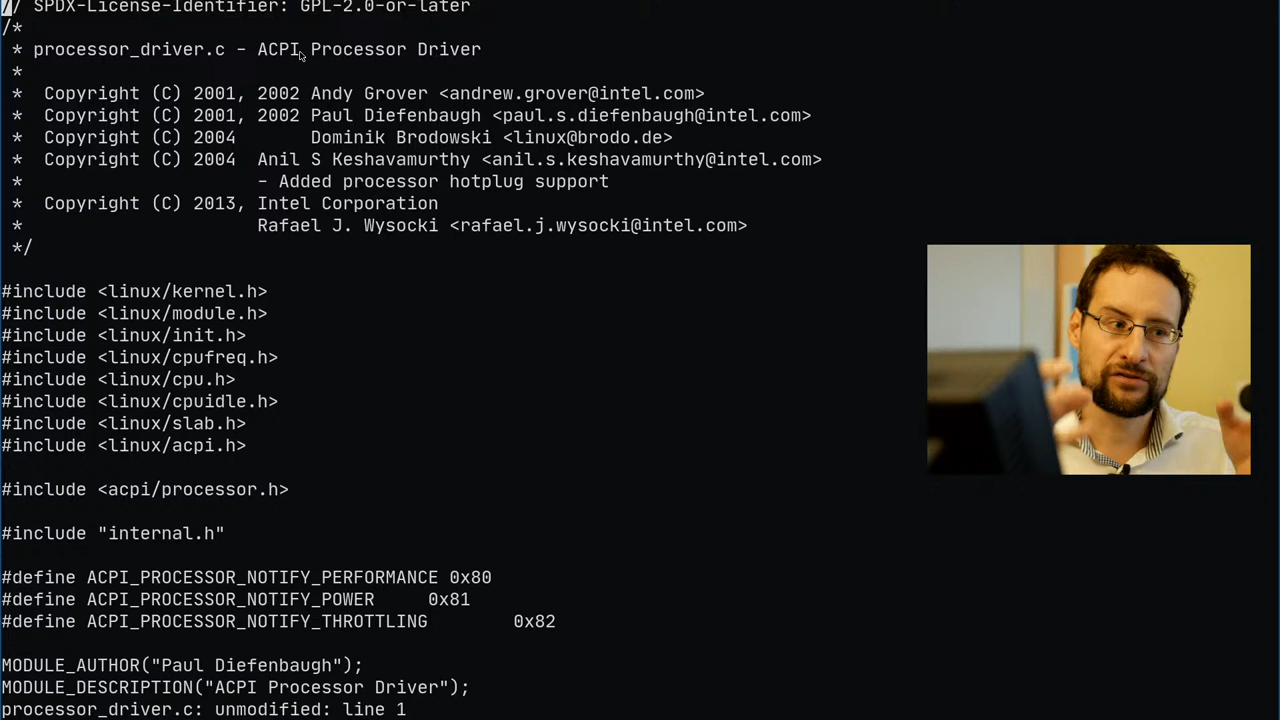 // SPDX-License-Identifier: GPL-2.0-or-later
/*
 * processor_driver.c - ACPI Processor Driver
 *
 *  Copyright (C) 2001, 2002 Andy Grover <andrew.grover@intel.com>
 *  Copyright (C) 2001, 2002 Paul Diefenbaugh <paul.s.diefenbaugh@intel.com>
 *  Copyright (C) 2004       Dominik Brodowski <linux@brodo.de>
 *  Copyright (C) 2004  Anil S Keshavamurthy <anil.s.keshavamurthy@intel.com>
 *                      - Added processor hotplug support
 *  Copyright (C) 2013, Intel Corporation
 *                      Rafael J. Wysocki <rafael.j.wysocki@intel.com>
 */
#include <linux/kernel.h>
#include <linux/module.h>
#include <linux/init.h>
#include <linux/cpufreq.h>
#include <linux/cpu.h>
#include <linux/cpuidle.h>
#include <linux/slab.h>
#include <linux/acpi.h>
#include <acpi/processor.h>
#include "internal.h"
#define ACPI_PROCESSOR_NOTIFY_PERFORMANCE 0x80
#define ACPI_PROCESSOR_NOTIFY_POWER     0x81
#define ACPI_PROCESSOR_NOTIFY_THROTTLING        0x82
MODULE_AUTHOR("Paul Diefenbaugh");
MODULE_DESCRIPTION("ACPI Processor Driver");
processor_driver.c: unmodified: line 1